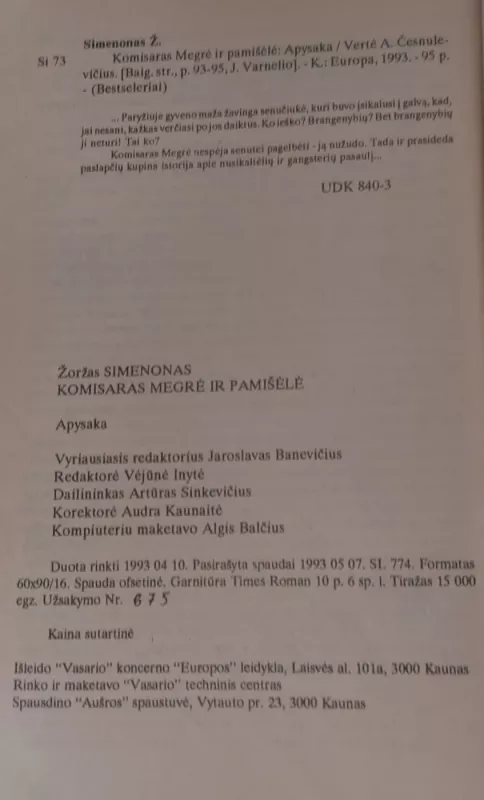 Simenonas Ž.
Si 73 Komisaras Megrė ir pamišėlė: Apysaka / Vertė A. Česnule-
vičius. [Baig. str., p. 93-95, J. Varnelio]. - K.: Europa, 1993. - 95 p.
- (Bestseleriai)
... Paryžiuje gyveno maža žavinga senučiukė, kuri buvo įsikalusi į galvą, kad,
jai nesant, kažkas verčiasi po jos daiktus. Ko ieško? Brangenybių? Bet brangenybių
ji neturi! Tai ko?
Komisaras Megrė nespėja senutei pagelbėti - ją nužudo. Tada ir prasideda
paslapčių kupina istorija apie nusikaltėlių ir gangsterių pasaulį...
UDK 840-3
Žoržas SIMENONAS
KOMISARAS MEGRĖ IR PAMIŠĖLĖ
Apysaka
Vyriausiasis redaktorius Jaroslavas Banevičius
Redaktorė Vėjūnė Inytė
Dailininkas Artūras Sinkevičius
Korektorė Audra Kaunaitė
Kompiuteriu maketavo Algis Balčius
Duota rinkti 1993 04 10. Pasirašyta spaudai 1993 05 07. SL 774. Formatas
60x90/16. Spauda ofsetinė. Garnitūra Times Roman 10 p. 6 sp. l. Tiražas 15 000
egz. Užsakymo Nr. 675
Kaina sutartinė
Išleido "Vasario" koncerno "Europos" leidykla, Laisvės al. 101a, 3000 Kaunas
Rinko ir maketavo "Vasario" techninis centras
Spausdino "Aušros" spaustuvė, Vytauto pr. 23, 3000 Kaunas